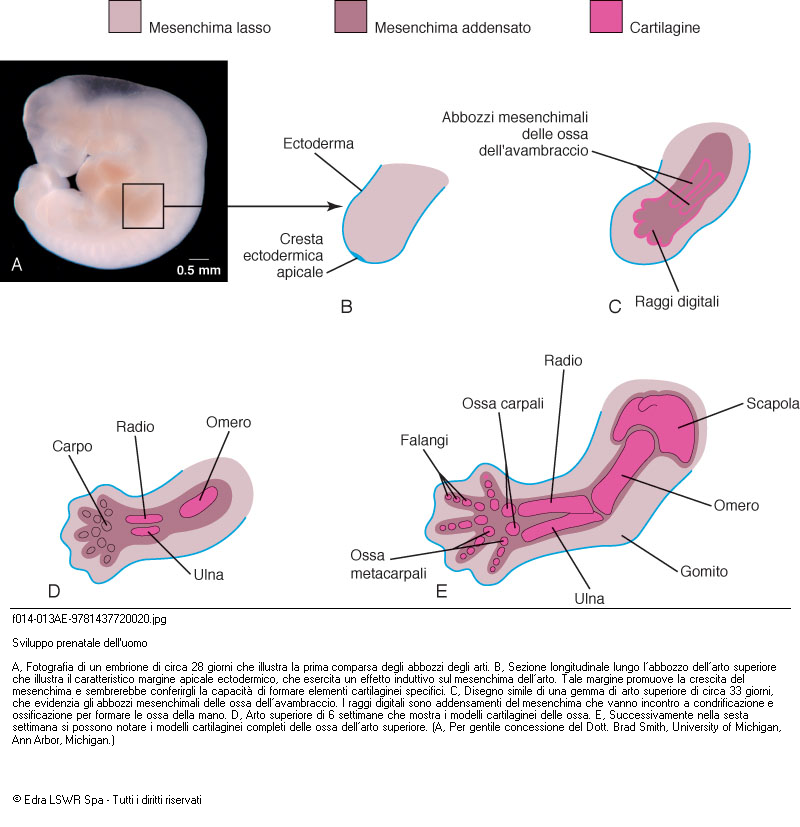 Mesenchima lasso
Mesenchima addensato
Cartilagine
Ectoderma
Cresta
ectodermica
apicale
A
0.5 mm
B
Abbozzi mesenchimali
delle ossa
dell'avambraccio
Raggi digitali
C
Carpo
Radio
Omero
Ulna
D
Radio
Ossa carpali
Falangi
Scapola
Omero
Ossa
metacarpali
Gomito
Ulna
E
f014-013AE-9781437720020.jpg
Sviluppo prenatale dell'uomo
A, Fotografia di un embrione di circa 28 giorni che illustra la prima comparsa degli abbozzi degli arti. B, Sezione longitudinale lungo l'abbozzo dell'arto superiore
che illustra il caratteristico margine apicale ectodermico, che esercita un effetto induttivo sul mesenchima dell'arto. Tale margine promuove la crescita del
mesenchima e sembrerebbe conferirgli la capacità di formare elementi cartilaginei specifici. C, Disegno simile di una gemma di arto superiore di circa 33 giorni,
che evidenzia gli abbozzi mesenchimali delle ossa dell'avambraccio. I raggi digitali sono addensamenti del mesenchima che vanno incontro a condrificazione e
ossificazione per formare le ossa della mano. D, Arto superiore di 6 settimane che mostra i modelli cartilaginei delle ossa. E, Successivamente nella sesta
settimana si possono notare i modelli cartilaginei completi delle ossa dell'arto superiore. (A, Per gentile concessione del Dott. Brad Smith, University of Michigan,
Ann Arbor, Michigan.)
© Edra LSWR Spa - Tutti i diritti riservati